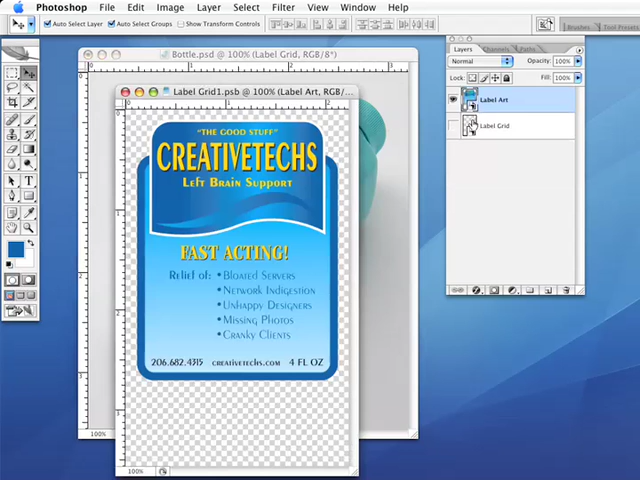 Photoshop File Edit Image Layer Select Filter View Window Help
Auto Select Layer Auto Select Groups Show Transform Controls
Brushes Tool Presets
Bottle.psd @ 100% (Label Grid, RGB/8*)
Label Grid1.psb @ 100% (Label Art, RGB/...
Layers Channels Paths
Normal Opacity: 100%
Lock: Fill: 100%
Label Art
Label Grid
"THE GOOD STUFF"
CREATIVETECHS
Left Brain Support
FAST ACTING!
Relief of: • Bloated Servers
• Network Indigestion
• Unhappy Designers
• Missing Photos
• Cranky Clients
206.682.4315 creativetechs.com 4 FL OZ
100%
100%